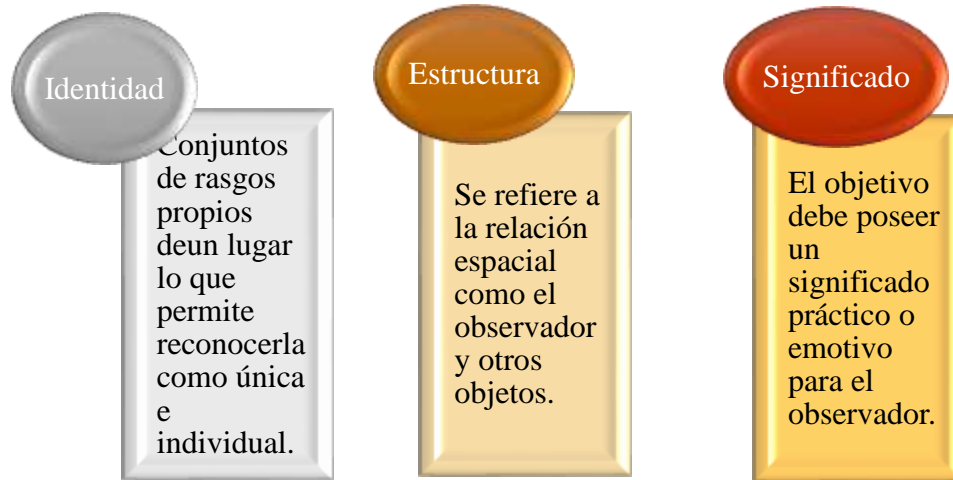 Identidad
Conjuntos
de rasgos
propios
deun lugar
lo que
permite
reconocerla
como única
e
individual.
Estructura
Se refiere a
la relación
espacial
como el
observador
y otros
objetos.
Significado
El objetivo
debe poseer
un
significado
práctico o
emotivo
para el
observador.